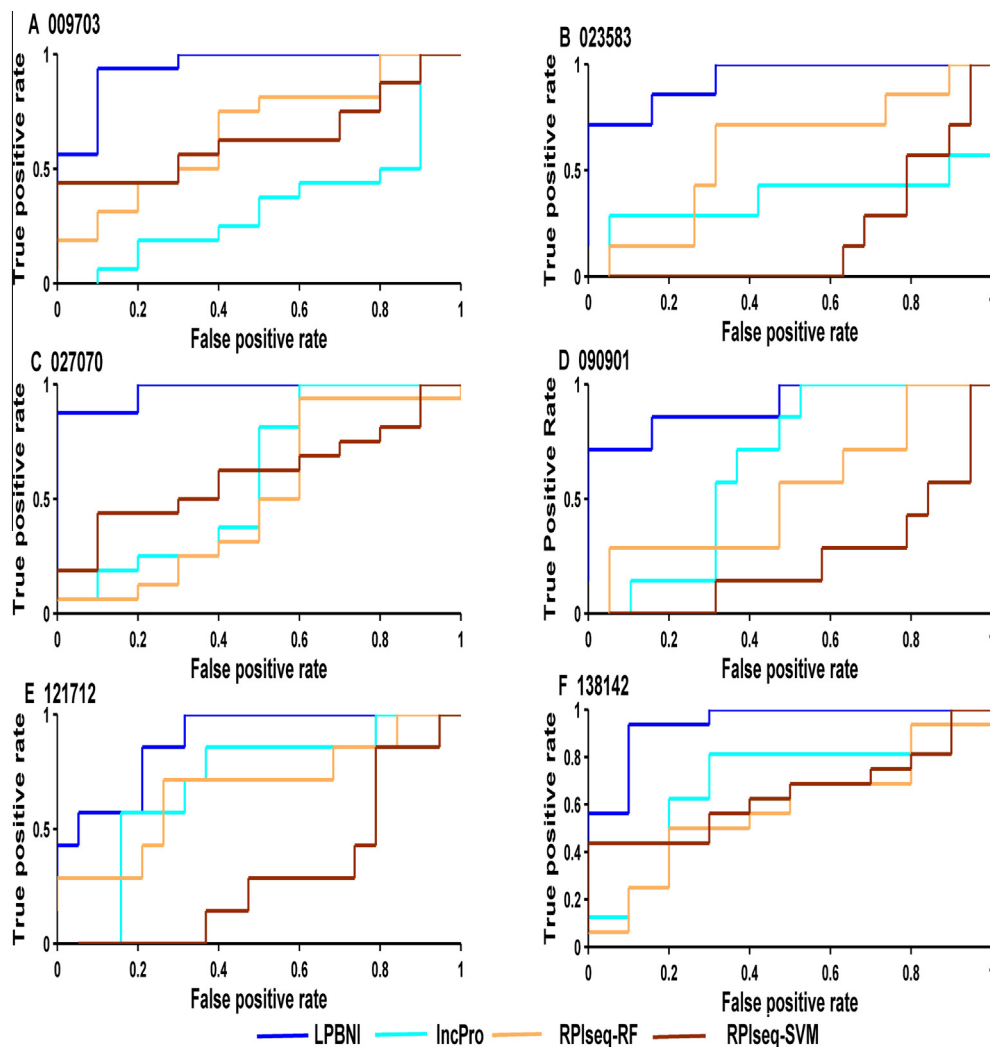 A 009703
True positive rate
1
0.5
0
0 0.2 0.4 0.6 0.8 1
False positive rate
B 023583
True positive rate
1
0.5
0
0 0.2 0.4 0.6 0.8 1
False positive rate
C 027070
True positive rate
1
0.5
0
0 0.2 0.4 0.6 0.8 1
False positive rate
D 090901
True Positive Rate
1
0.5
0
0 0.2 0.4 0.6 0.8 1
False positive rate
E 121712
True positive rate
1
0.5
0
0 0.2 0.4 0.6 0.8 1
False positive rate
F 138142
True positive rate
1
0.8
0.6
0.4
0.2
0
0 0.2 0.4 0.6 0.8 1
False positive rate
LPBNI lncPro RPIseq-RF RPIseq-SVM